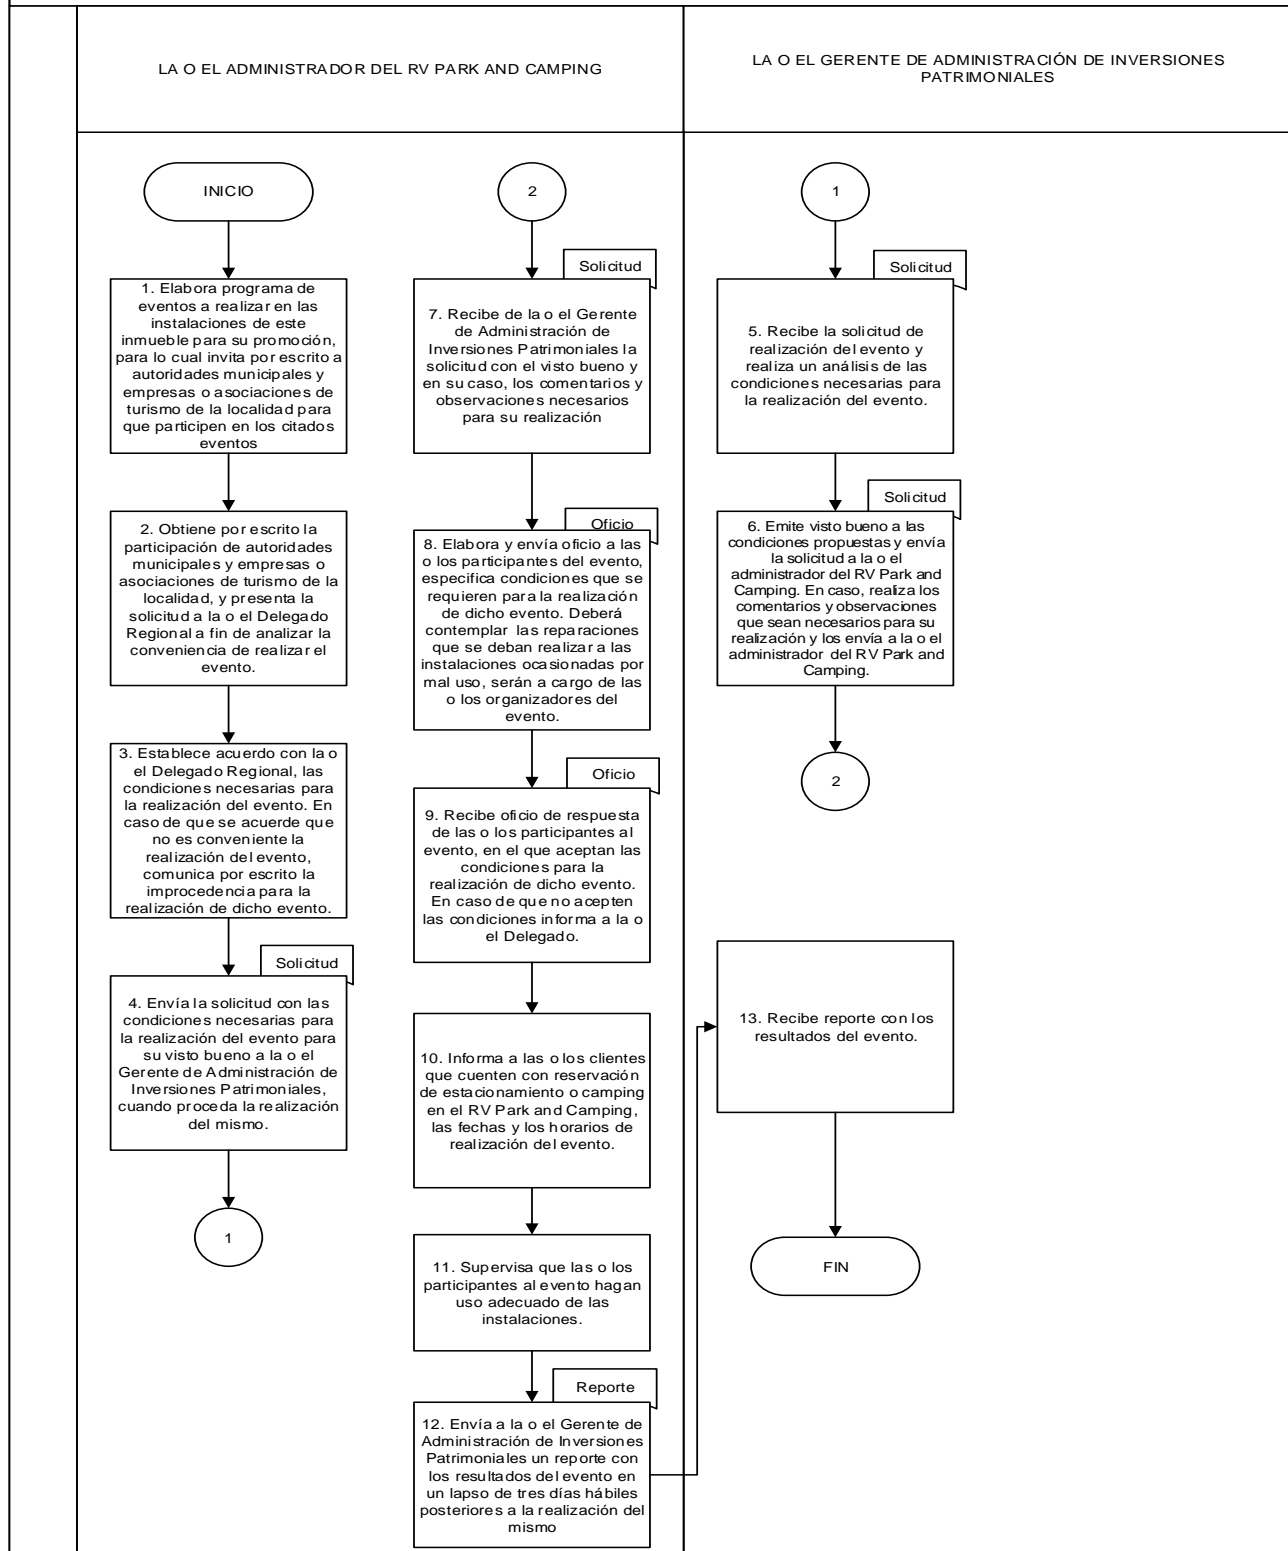 LA O EL ADMINISTRADOR DEL RV PARK AND CAMPING
LA O EL GERENTE DE ADMINISTRACIÓN DE INVERSIONES
PATRIMONIALES
INICIO
1. Elabora programa de
eventos a realizar en las
instalaciones de este
inmueble para su promoción,
para lo cual invita por escrito a
autoridades municipales y
empresas o asociaciones de
turismo de la localidad para
que participen en los citados
eventos
2. Obtiene por escrito la
participación de autoridades
municipales y empresas o
asociaciones de turismo de la
localidad, y presenta la
solicitud a la o el Delegado
Regional a fin de analizar la
conveniencia de realizar el
evento.
3. Establece acuerdo con la o
el Delegado Regional, las
condiciones necesarias para
la realización del evento. En
caso de que se acuerde que
no es conveniente la
realización del evento,
comunica por escrito la
improcedencia para la
realización de dicho evento.
Solicitud
4. Envía la solicitud con las
condiciones necesarias para
la realización del evento para
su visto bueno a la o el
Gerente de Administración de
Inversiones Patrimoniales,
cuando proceda la realización
del mismo.
1
2
Solicitud
7. Recibe de la o el Gerente
de Administración de
Inversiones Patrimoniales la
solicitud con el visto bueno y
en su caso, los comentarios y
observaciones necesarios
para su realización
Oficio
8. Elabora y envía oficio a las
o los participantes del evento,
especifica condiciones que se
requieren para la realización
de dicho evento. Deberá
contemplar las reparaciones
que se deban realizar a las
instalaciones ocasionadas por
mal uso, serán a cargo de las
o los organizadores del
evento.
Oficio
9. Recibe oficio de respuesta
de las o los participantes al
evento, en el que aceptan las
condiciones para la
realización de dicho evento.
En caso de que no acepten
las condiciones informa a la o
el Delegado.
10. Informa a las o los clientes
que cuenten con reservación
de estacionamiento o camping
en el RV Park and Camping,
las fechas y los horarios de
realización del evento.
11. Supervisa que las o los
participantes al evento hagan
uso adecuado de las
instalaciones.
Reporte
12. Envía a la o el Gerente de
Administración de Inversiones
Patrimoniales un reporte con
los resultados del evento en
un lapso de tres días hábiles
posteriores a la realización del
mismo
1
Solicitud
5. Recibe la solicitud de
realización del evento y
realiza un análisis de las
condiciones necesarias para
la realización del evento.
Solicitud
6. Emite visto bueno a las
condiciones propuestas y envía
la solicitud a la o el
administrador del RV Park and
Camping. En caso, realiza los
comentarios y observaciones
que sean necesarios para su
realización y los envía a la o el
administrador del RV Park and
Camping.
2
13. Recibe reporte con los
resultados del evento.
FIN